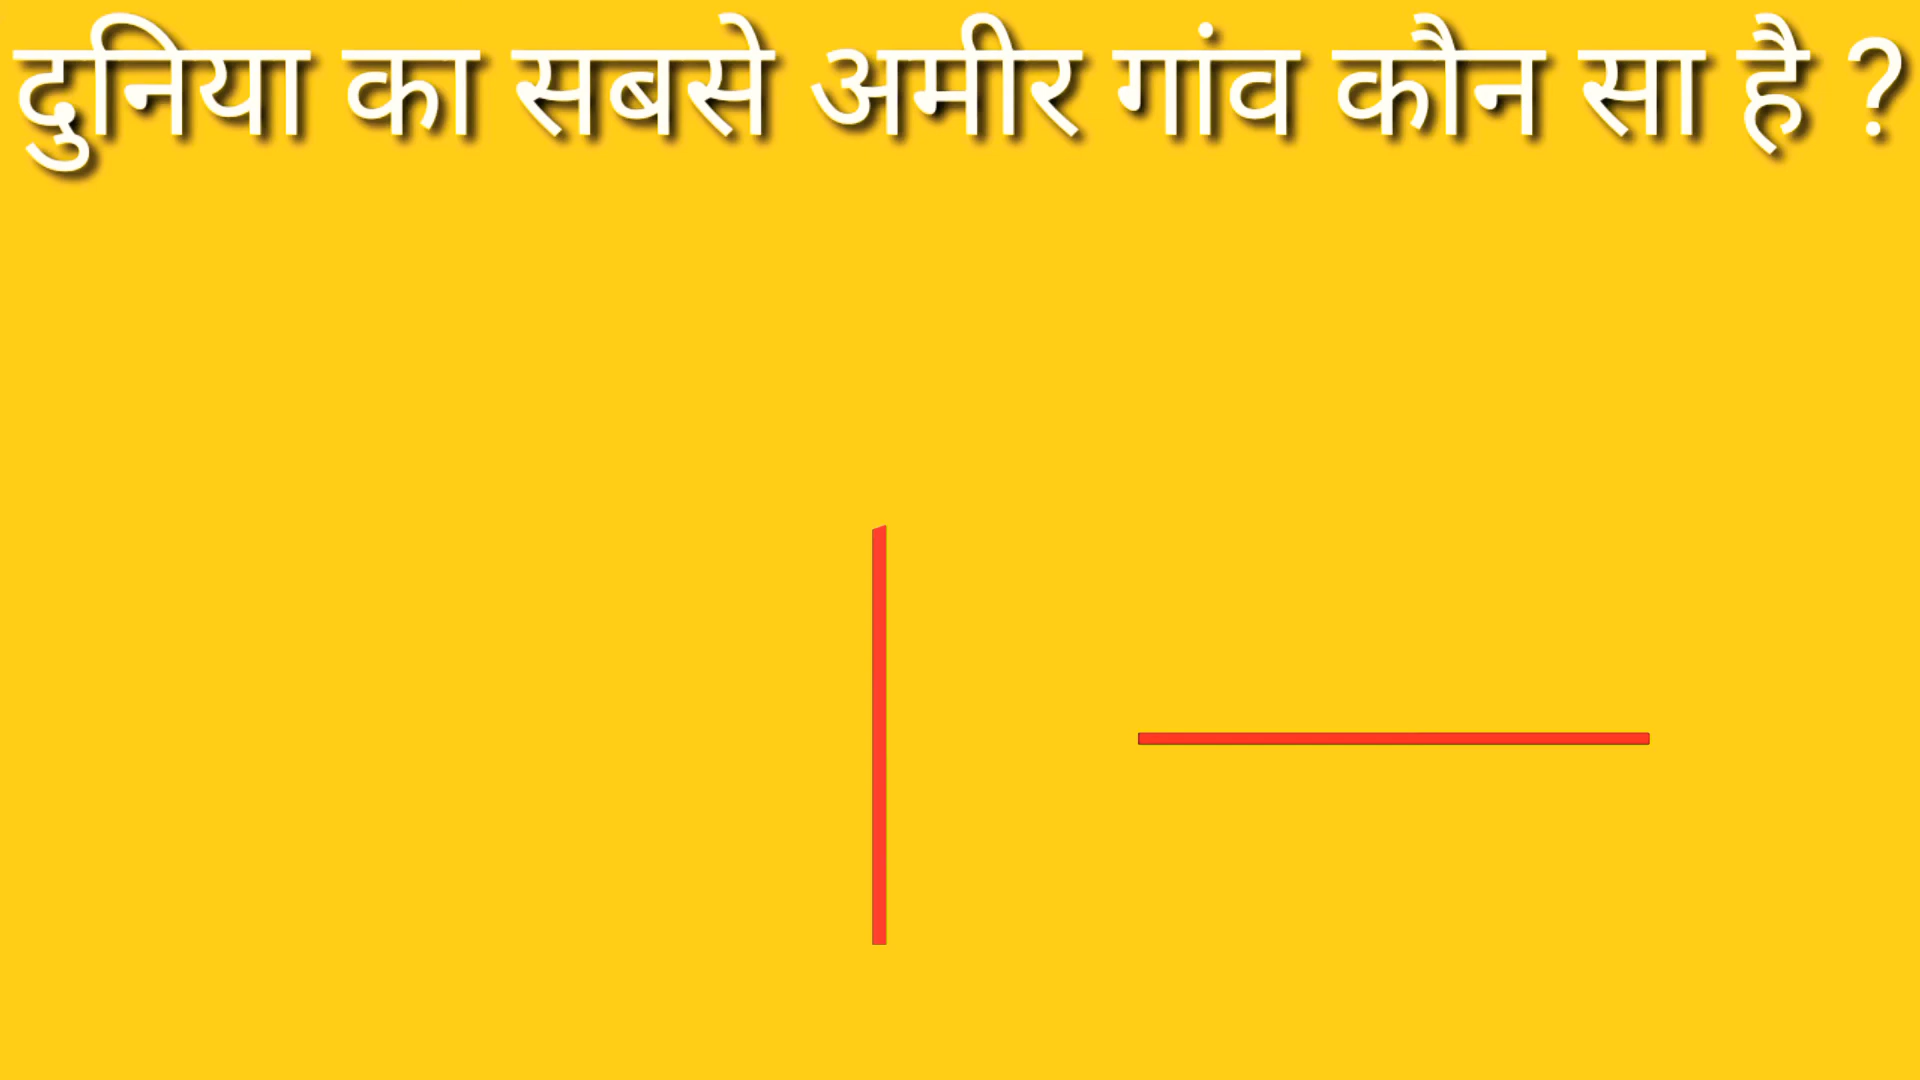 दुनिया का सबसे अमीर गांव कौन सा है ?